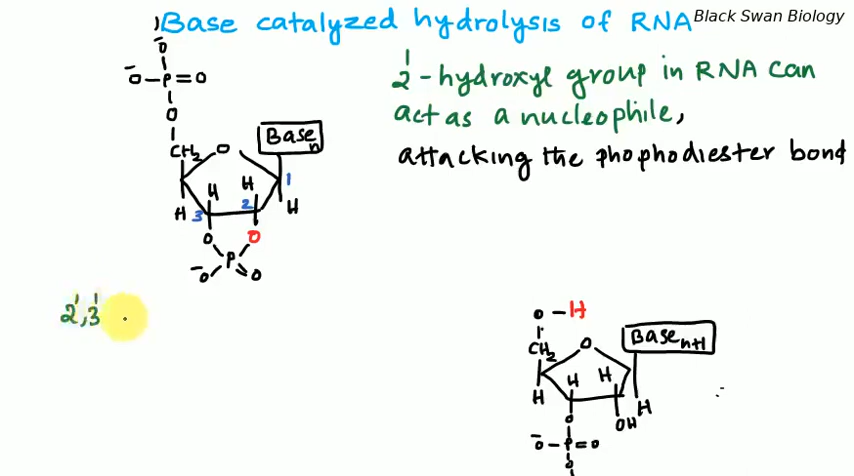 Base catalyzed hydrolysis of RNA
Black Swan Biology
2'-hydroxyl group in RNA can
act as a nucleophile,
attacking the phophodiester bond
-O
-O-P=O
O
CH2
O
Base n
H
H
1
H
3
2
H
O
O
P
-O
O
2',3'
O-H
CH2
O
Base n+1
H
H
H
H
O
OH
-O-P=O
O